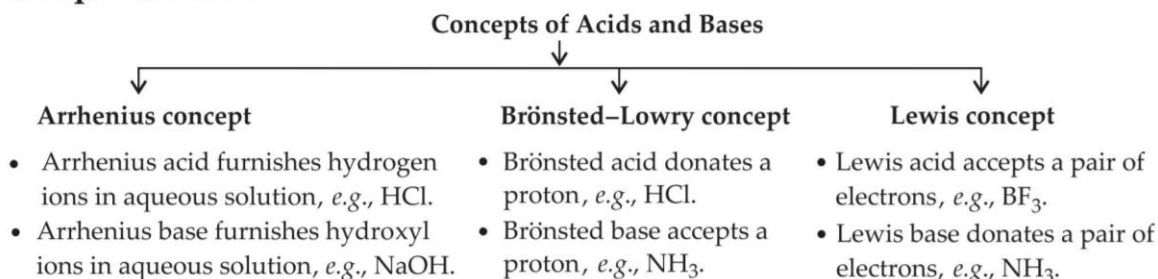 Concepts of Acids and Bases
Arrhenius concept
• Arrhenius acid furnishes hydrogen
ions in aqueous solution, e.g., HCl.
• Arrhenius base furnishes hydroxyl
ions in aqueous solution, e.g., NaOH.
Brönsted–Lowry concept
• Brönsted acid donates a
proton, e.g., HCl.
• Brönsted base accepts a
proton, e.g., NH₃.
Lewis concept
• Lewis acid accepts a pair of
electrons, e.g., BF₃.
• Lewis base donates a pair of
electrons, e.g., NH₃.